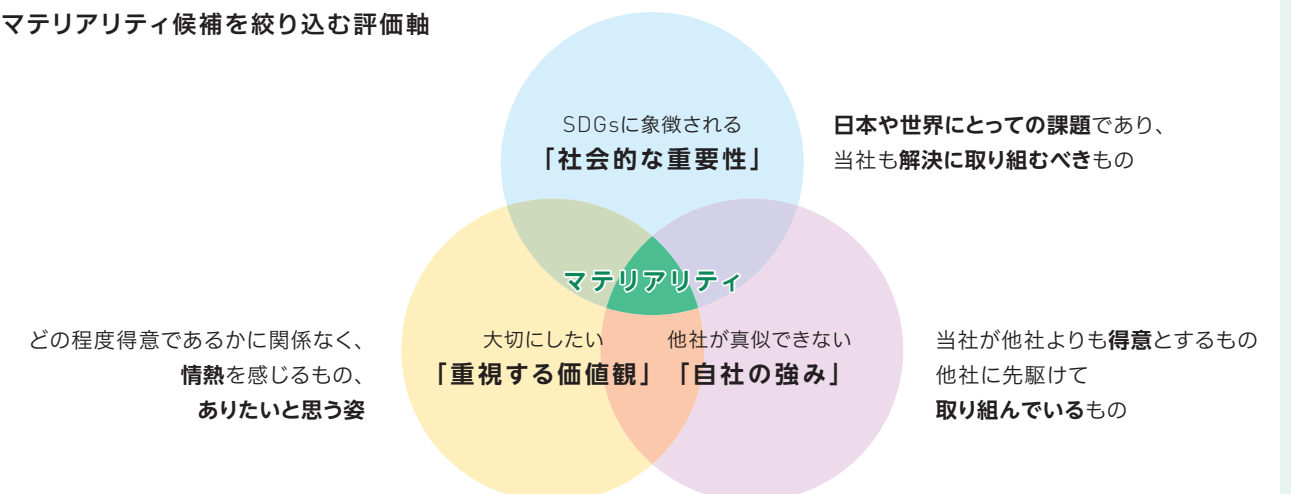 マテリアリティ候補を絞り込む評価軸
SDGsに象徴される
「社会的な重要性」
日本や世界にとっての課題であり、
当社も解決に取り組むべきもの
マテリアリティ
どの程度得意であるかに関係なく、
情熱を感じるもの、
ありたいと思う姿
大切にしたい
「重視する価値観」
他社が真似できない
「自社の強み」
当社が他社よりも得意とするもの
他社に先駆けて
取り組んでいるもの